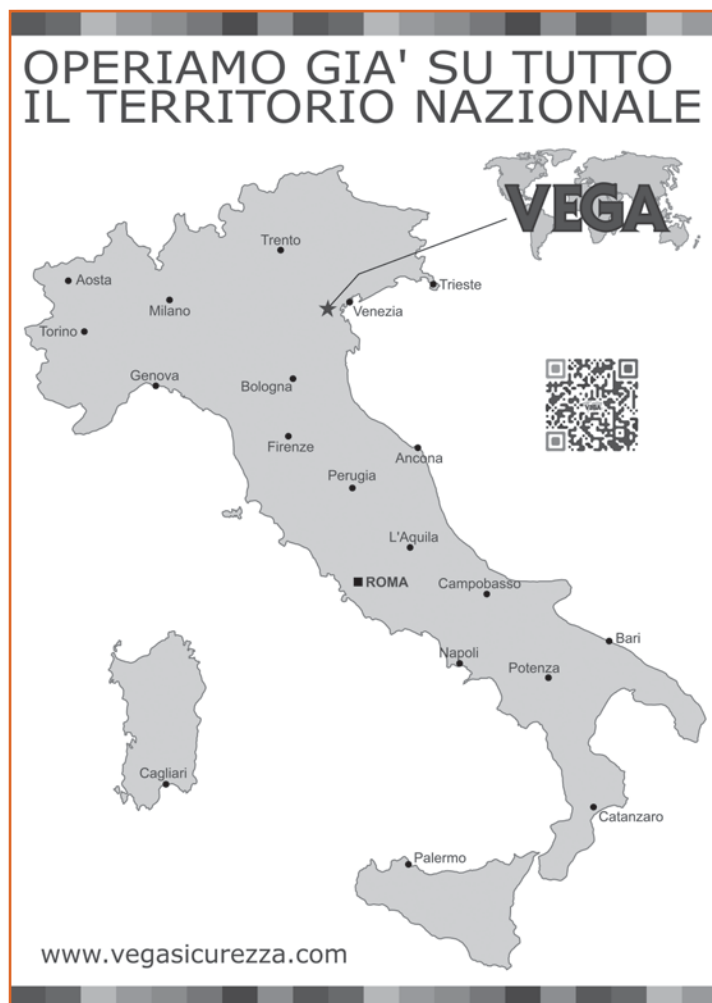 OPERIAMO GIA' SU TUTTO
IL TERRITORIO NAZIONALE
VEGA
Trento
Aosta
Trieste
Milano
Venezia
Torino
Genova
Bologna
VEGA
Firenze
Ancona
Perugia
L'Aquila
ROMA
Campobasso
Bari
Napoli
Potenza
Cagliari
Catanzaro
Palermo
www.vegasicurezza.com